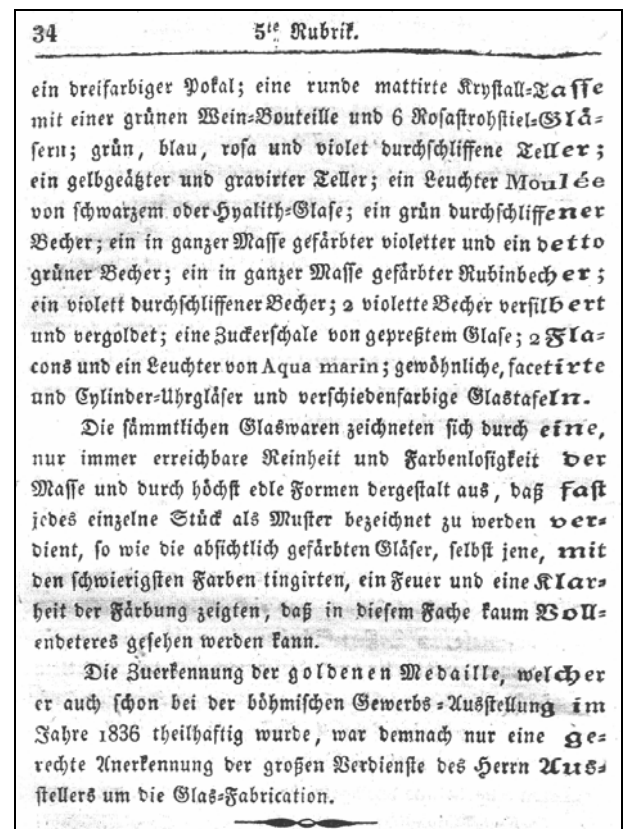 34 5te Rubrik.
ein dreifarbiger Pokal; eine runde mattirte Krystall-Tasse
mit einer grünen Wein-Bouteille und 6 Rosastrohstiel-Glä-
sern; grün, blau, rosa und violet durchschliffene Teller;
ein gelbgeätzter und gravirter Teller; ein Leuchter Moulée
von schwarzem oder Hyalith-Glase; ein grün durchschliffener
Becher; ein in ganzer Masse gefärbter violetter und ein detto
grüner Becher; ein in ganzer Masse gefärbter Rubinbecher;
ein violett durchschliffener Becher; 2 violette Becher versilbert
und vergoldet; eine Zuckerschale von gepreßtem Glase; 2 Fla-
cons und ein Leuchter von Aqua marin; gewöhnliche, facetirte
und Cylinder-Uhrgläser und verschiedenfarbige Glastafeln.
Die sämmtlichen Glaswaren zeichneten sich durch eine,
nur immer erreichbare Reinheit und Farbenlosigkeit der
Masse und durch höchst edle Formen dergestalt aus, daß fast
jedes einzelne Stück als Muster bezeichnet zu werden ver-
dient, so wie die absichtlich gefärbten Gläser, selbst jene, mit
den schwierigsten Farben tingirten, ein Feuer und eine Klar-
heit der Färbung zeigten, daß in diesem Fache kaum Voll-
endeteres gesehen werden kann.
Die Zuerkennung der goldenen Medaille, welcher
er auch schon bei der böhmischen Gewerbs-Ausstellung im
Jahre 1836 theilhaftig wurde, war demnach nur eine ge-
rechte Anerkennung der großen Verdienste des Herrn Aus-
stellers um die Glas-Fabrication.